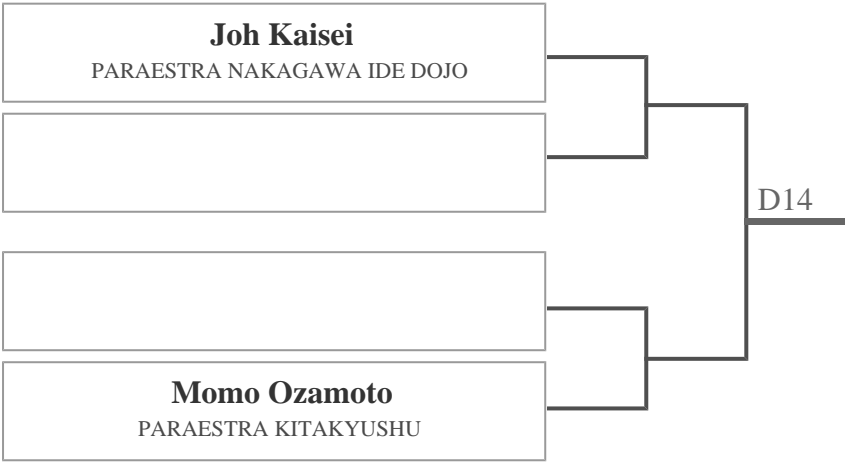 Joh Kaisei
PARAESTRA NAKAGAWA IDE DOJO
D14
Momo Ozamoto
PARAESTRA KITAKYUSHU